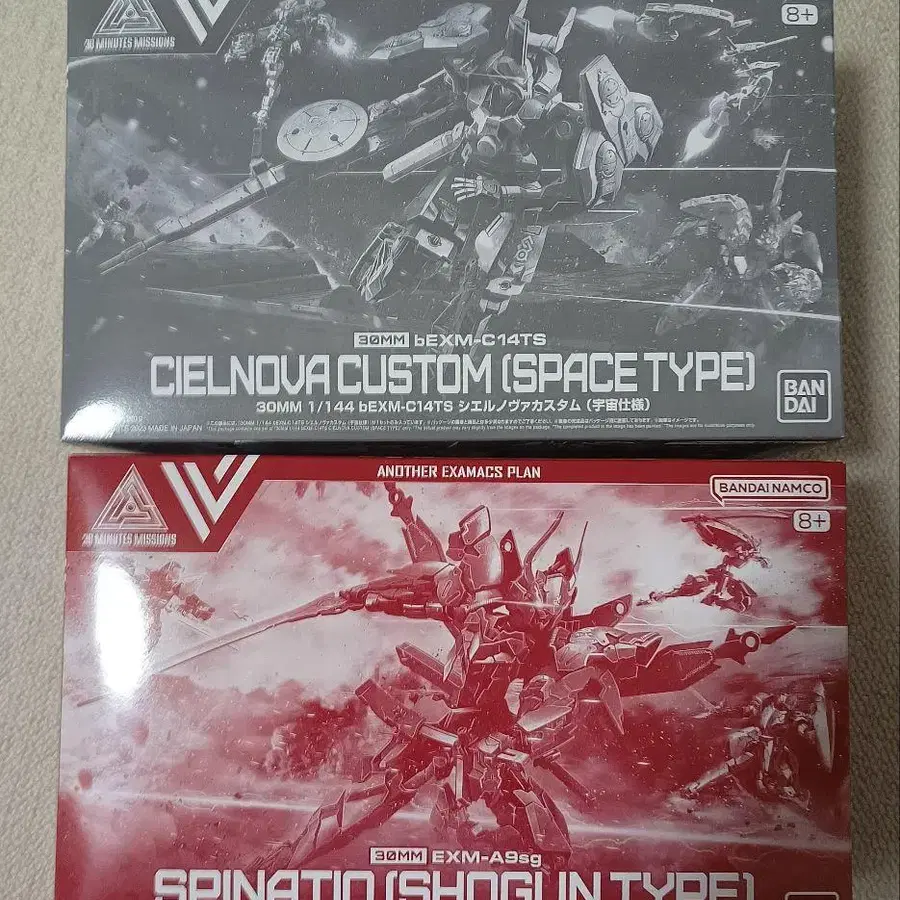 30 MINUTES MISSIONS
8+
30MM bEXM-C14TS
CIELNOVA CUSTOM (SPACE TYPE)
30MM 1/144 bEXM-C14TS シエルノヴァカスタム (宇宙仕様)
BAN
DAI
MADE IN JAPAN
ANOTHER EXAMACS PLAN
BANDAI NAMCO
30 MINUTES MISSIONS
8+
30MM EXM-A9sg
SPINATIO (SHOGUN TYPE)